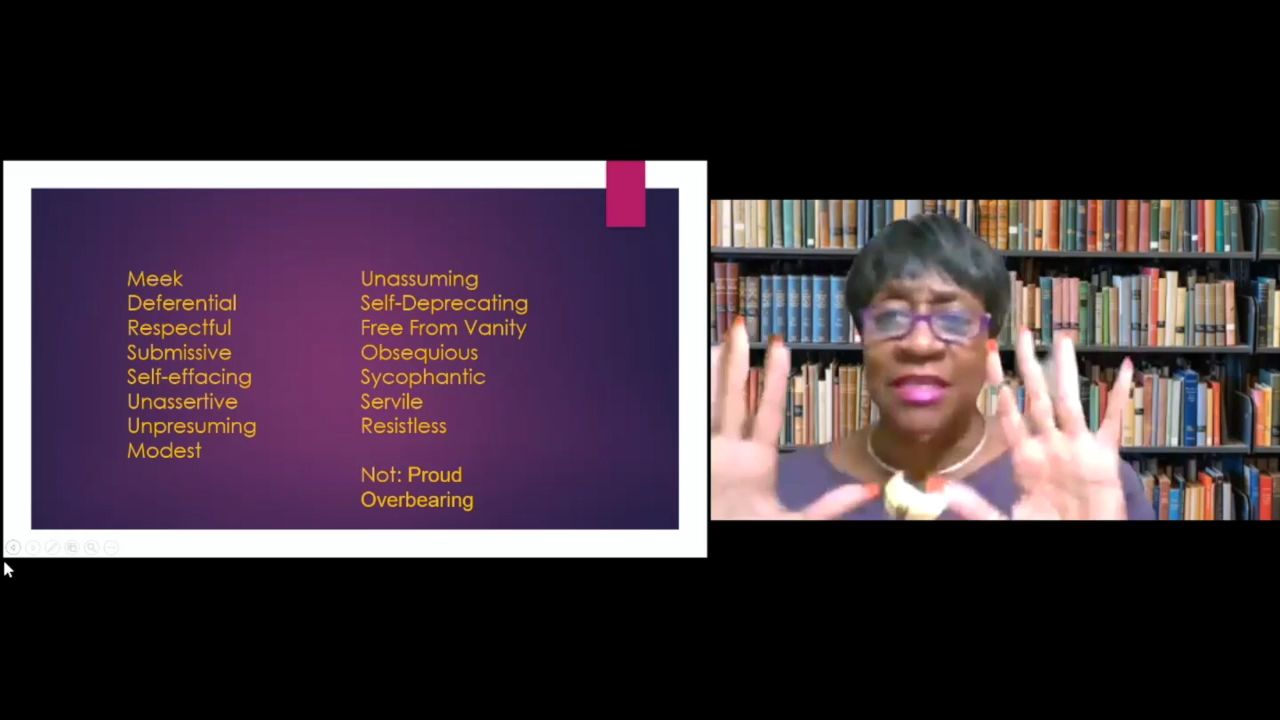 Meek
Deferential
Respectful
Submissive
Self-effacing
Unassertive
Unpresuming
Modest
Unassuming
Self-Deprecating
Free From Vanity
Obsequious
Sycophantic
Servile
Resistless
Not: Proud
Overbearing